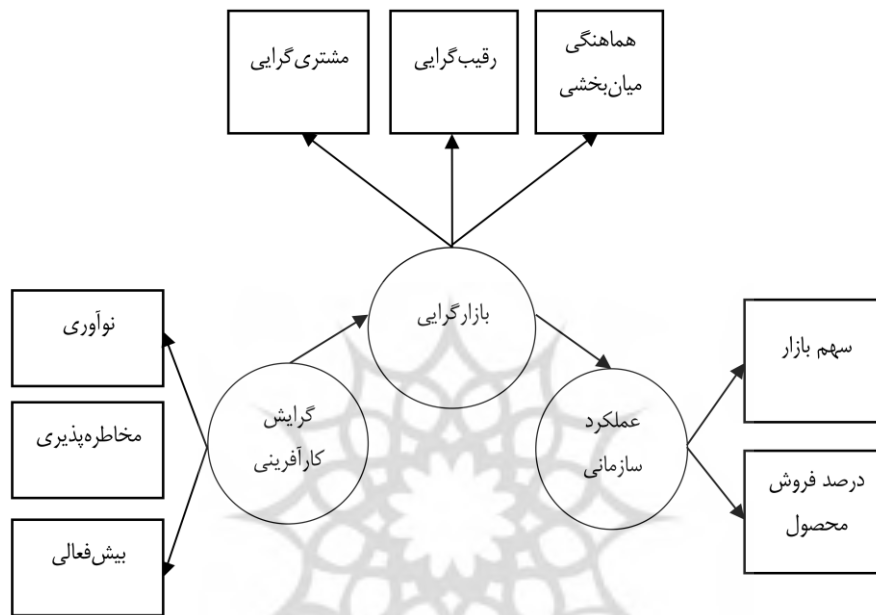 هماهنگی
میان‌بخشی
رقیب‌گرایی
مشتری‌گرایی
بازارگرایی
سهم بازار
درصد فروش
محصول
عملکرد
سازمانی
گرایش
کارآفرینی
نوآوری
مخاطره‌پذیری
بیش‌فعالی